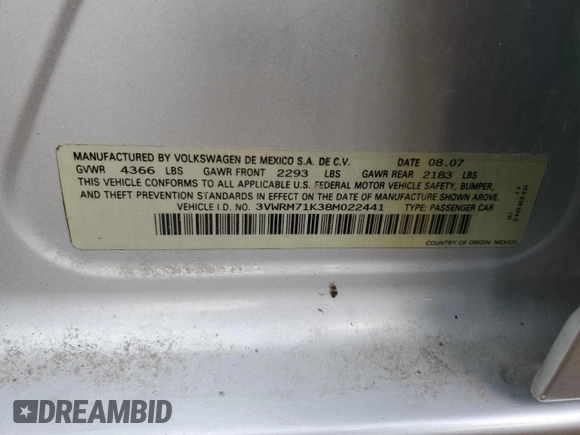 MANUFACTURED BY VOLKSWAGEN DE MEXICO S.A. DE C.V. DATE 08.07
GVWR 4366 LBS GAWR FRONT 2293 LBS GAWR REAR 2183 LBS
THIS VEHICLE CONFORMS TO ALL APPLICABLE U.S. FEDERAL MOTOR VEHICLE SAFETY, BUMPER,
AND THEFT PREVENTION STANDARDS IN EFFECT ON THE DATE OF MANUFACTURE SHOWN ABOVE.
VEHICLE I.D. NO. 3VWRM71K38M022441 TYPE: PASSENGER CAR
COUNTRY OF ORIGIN: MEXICO
DREAMBID